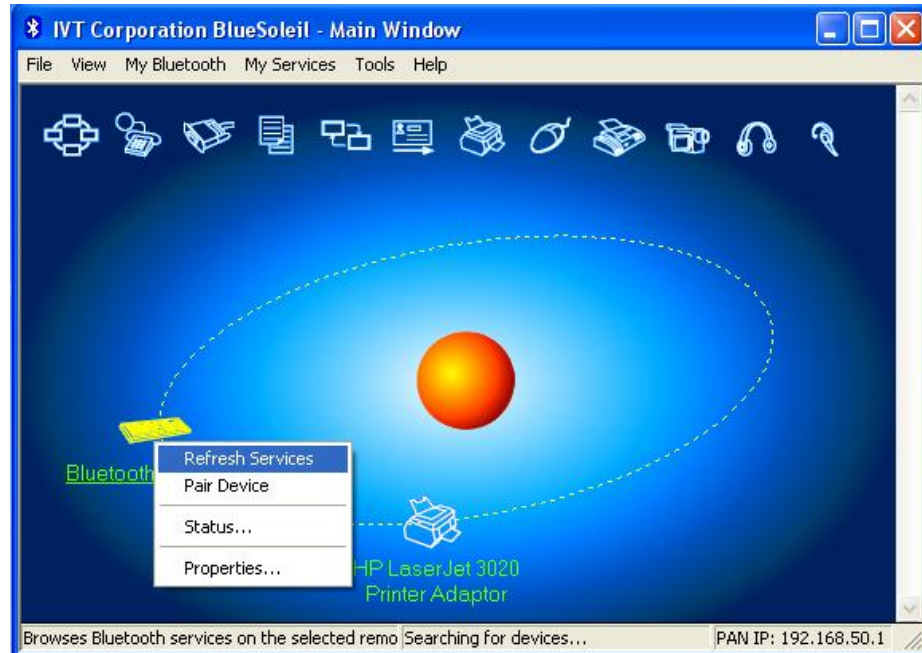 IVT Corporation BlueSoleil - Main Window
File View My Bluetooth My Services Tools Help
Refresh Services
Bluetooth
Pair Device
Status...
Properties...
HP LaserJet 3020
Printer Adaptor
Browses Bluetooth services on the selected remo Searching for devices... PAN IP: 192.168.50.1